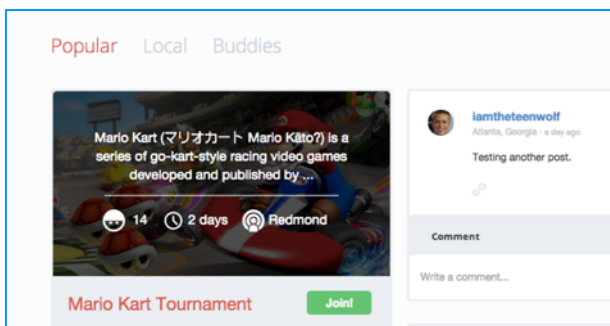 Popular Local Buddies
Mario Kart (マリオカート Mario Kāto?) is a
series of go-kart-style racing video games
developed and published by ...
14 2 days Redmond
Mario Kart Tournament Join!
iamtheteenwolf
Atlanta, Georgia · a day ago
Testing another post.
Comment
Write a comment...